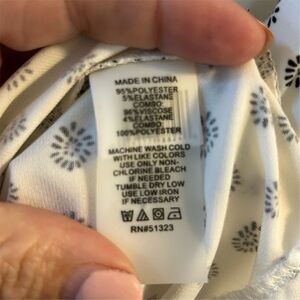 MADE IN CHINA
95%POLYESTER
5%ELASTANE
COMBO:
96%VISCOSE
4%ELASTANE
COMBO:
100%POLYESTER
MACHINE WASH COLD
WITH LIKE COLORS
USE ONLY NON-
CHLORINE BLEACH
IF NEEDED
TUMBLE DRY LOW
USE LOW IRON
IF NECESSARY
RN#51323